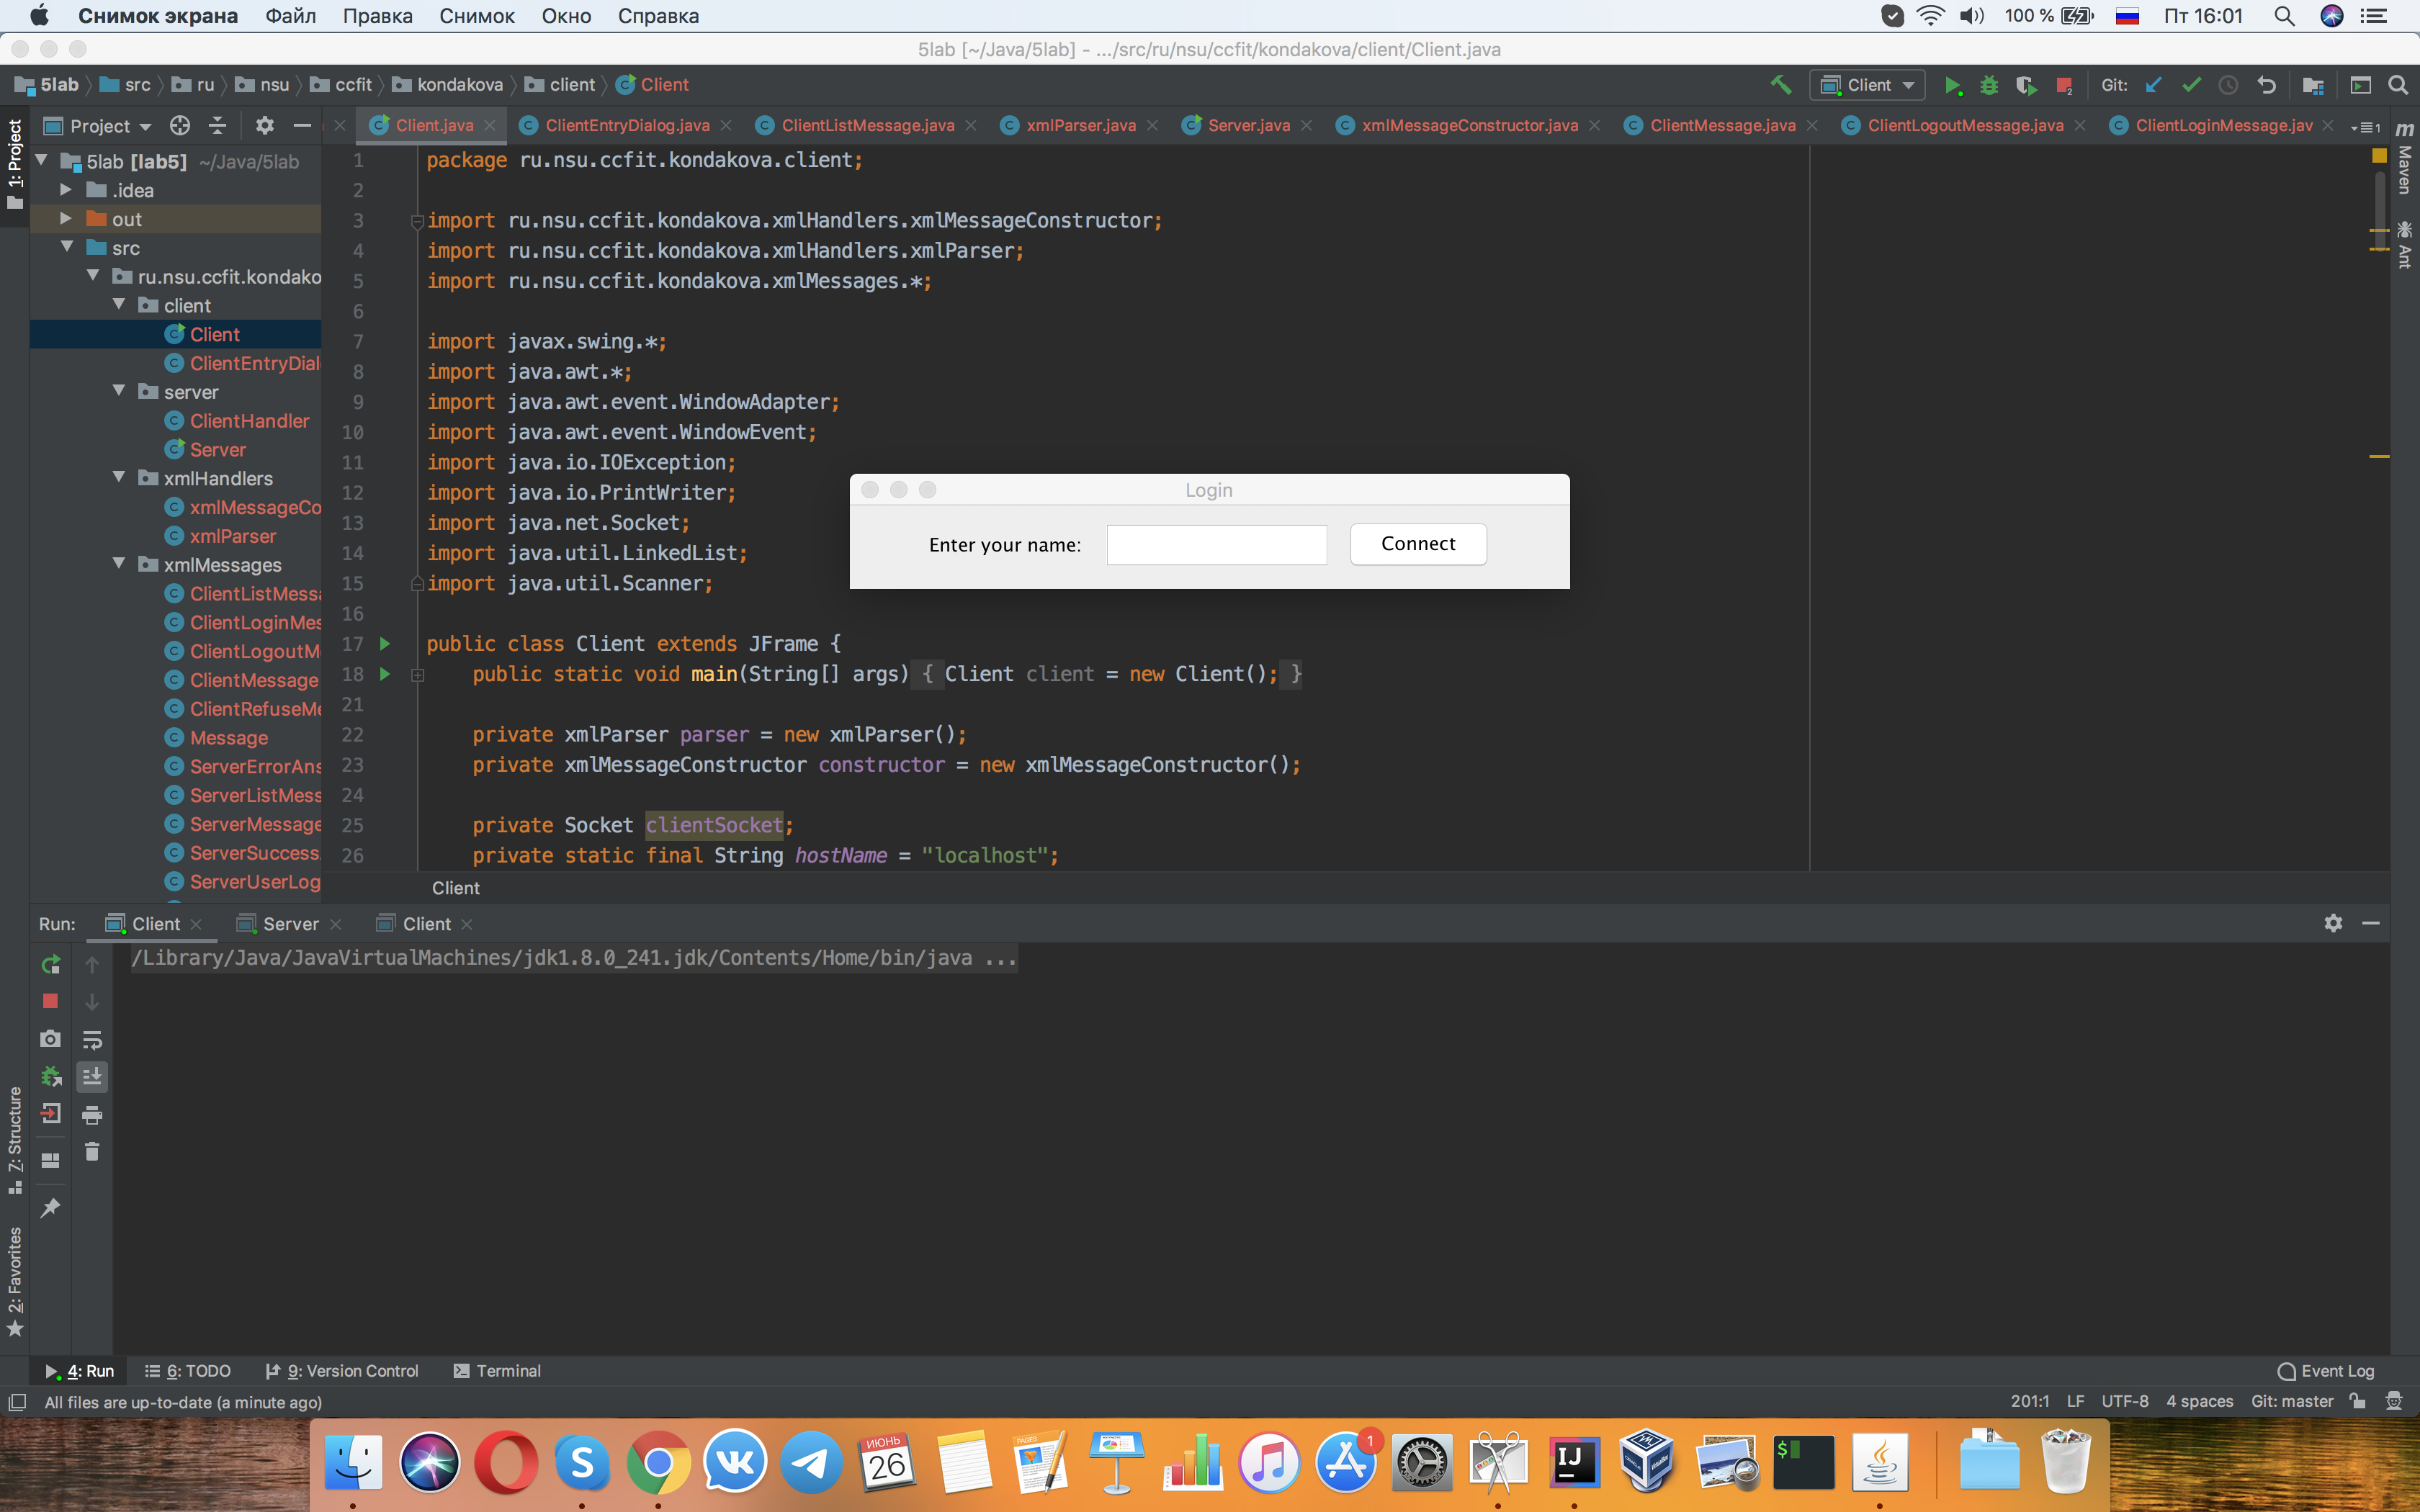 Снимок экрана Файл Правка Снимок Окно Справка 100 % Пт 16:01
5lab [~/Java/5lab] - .../src/ru/nsu/ccfit/kondakova/client/Client.java
5lab src ru nsu ccfit kondakova client Client Client Git:
1: Project
Project
Client.java ClientEntryDialog.java ClientListMessage.java xmlParser.java Server.java xmlMessageConstructor.java ClientMessage.java ClientLogoutMessage.java ClientLoginMessage.jav
Maven
Ant
5lab [lab5] ~/Java/5lab
.idea
out
src
ru.nsu.ccfit.kondako
client
Client
ClientEntryDial
server
ClientHandler
Server
xmlHandlers
xmlMessageCo
xmlParser
xmlMessages
ClientListMessa
ClientLoginMes
ClientLogoutM
ClientMessage
ClientRefuseMe
Message
ServerErrorAns
ServerListMess
ServerMessage
ServerSuccess
ServerUserLog
1 package ru.nsu.ccfit.kondakova.client;
2
3 import ru.nsu.ccfit.kondakova.xmlHandlers.xmlMessageConstructor;
4 import ru.nsu.ccfit.kondakova.xmlHandlers.xmlParser;
5 import ru.nsu.ccfit.kondakova.xmlMessages.*;
6
7 import javax.swing.*;
8 import java.awt.*;
9 import java.awt.event.WindowAdapter;
10 import java.awt.event.WindowEvent;
11 import java.io.IOException;
12 import java.io.PrintWriter;
13 import java.net.Socket;
14 import java.util.LinkedList;
15 import java.util.Scanner;
16
17 public class Client extends JFrame {
18 public static void main(String[] args) { Client client = new Client(); }
21
22 private xmlParser parser = new xmlParser();
23 private xmlMessageConstructor constructor = new xmlMessageConstructor();
24
25 private Socket clientSocket;
26 private static final String hostName = "localhost";
Client
Login
Enter your name: Connect
Run: Client Server Client
/Library/Java/JavaVirtualMachines/jdk1.8.0_241.jdk/Contents/Home/bin/java ...
7: Structure
2: Favorites
4: Run 6: TODO 9: Version Control Terminal Event Log
All files are up-to-date (a minute ago) 201:1 LF UTF-8 4 spaces Git: master
ИЮНЬ
26
PAGES
1
IJ
$